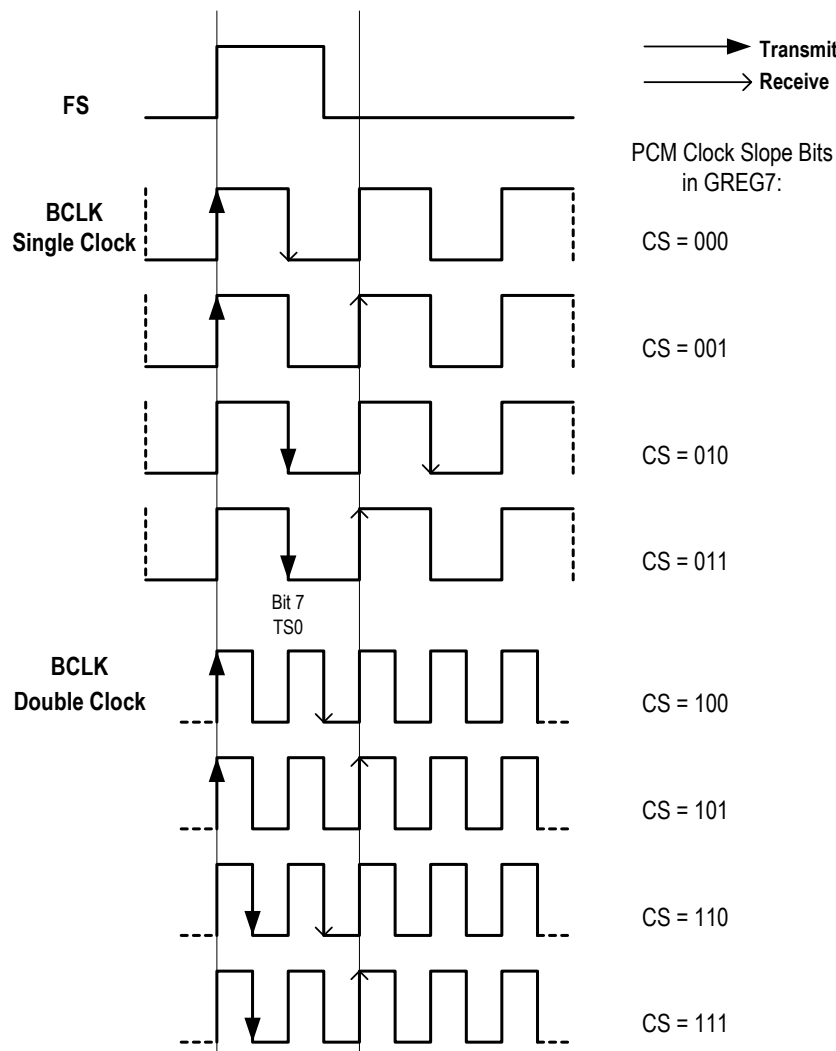 Transmit
Receive
FS
PCM Clock Slope Bits
in GREG7:
BCLK
Single Clock
CS = 000
CS = 001
CS = 010
CS = 011
Bit 7
TS0
BCLK
Double Clock
CS = 100
CS = 101
CS = 110
CS = 111